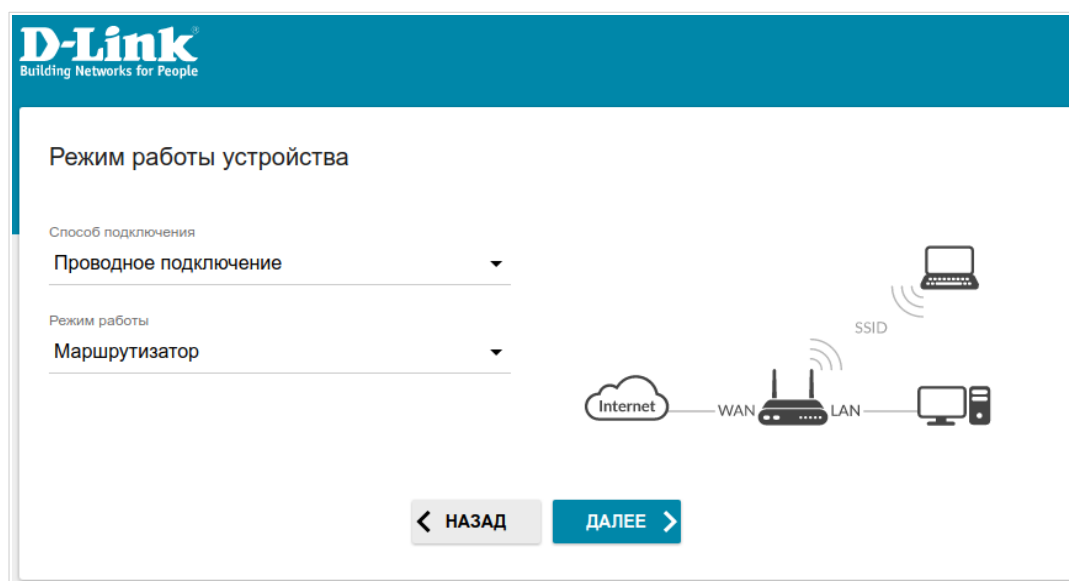 D-Link®
Building Networks for People
Режим работы устройства
Способ подключения
Проводное подключение
Режим работы
Маршрутизатор
SSID
Internet
WAN
LAN
НАЗАД
ДАЛЕЕ